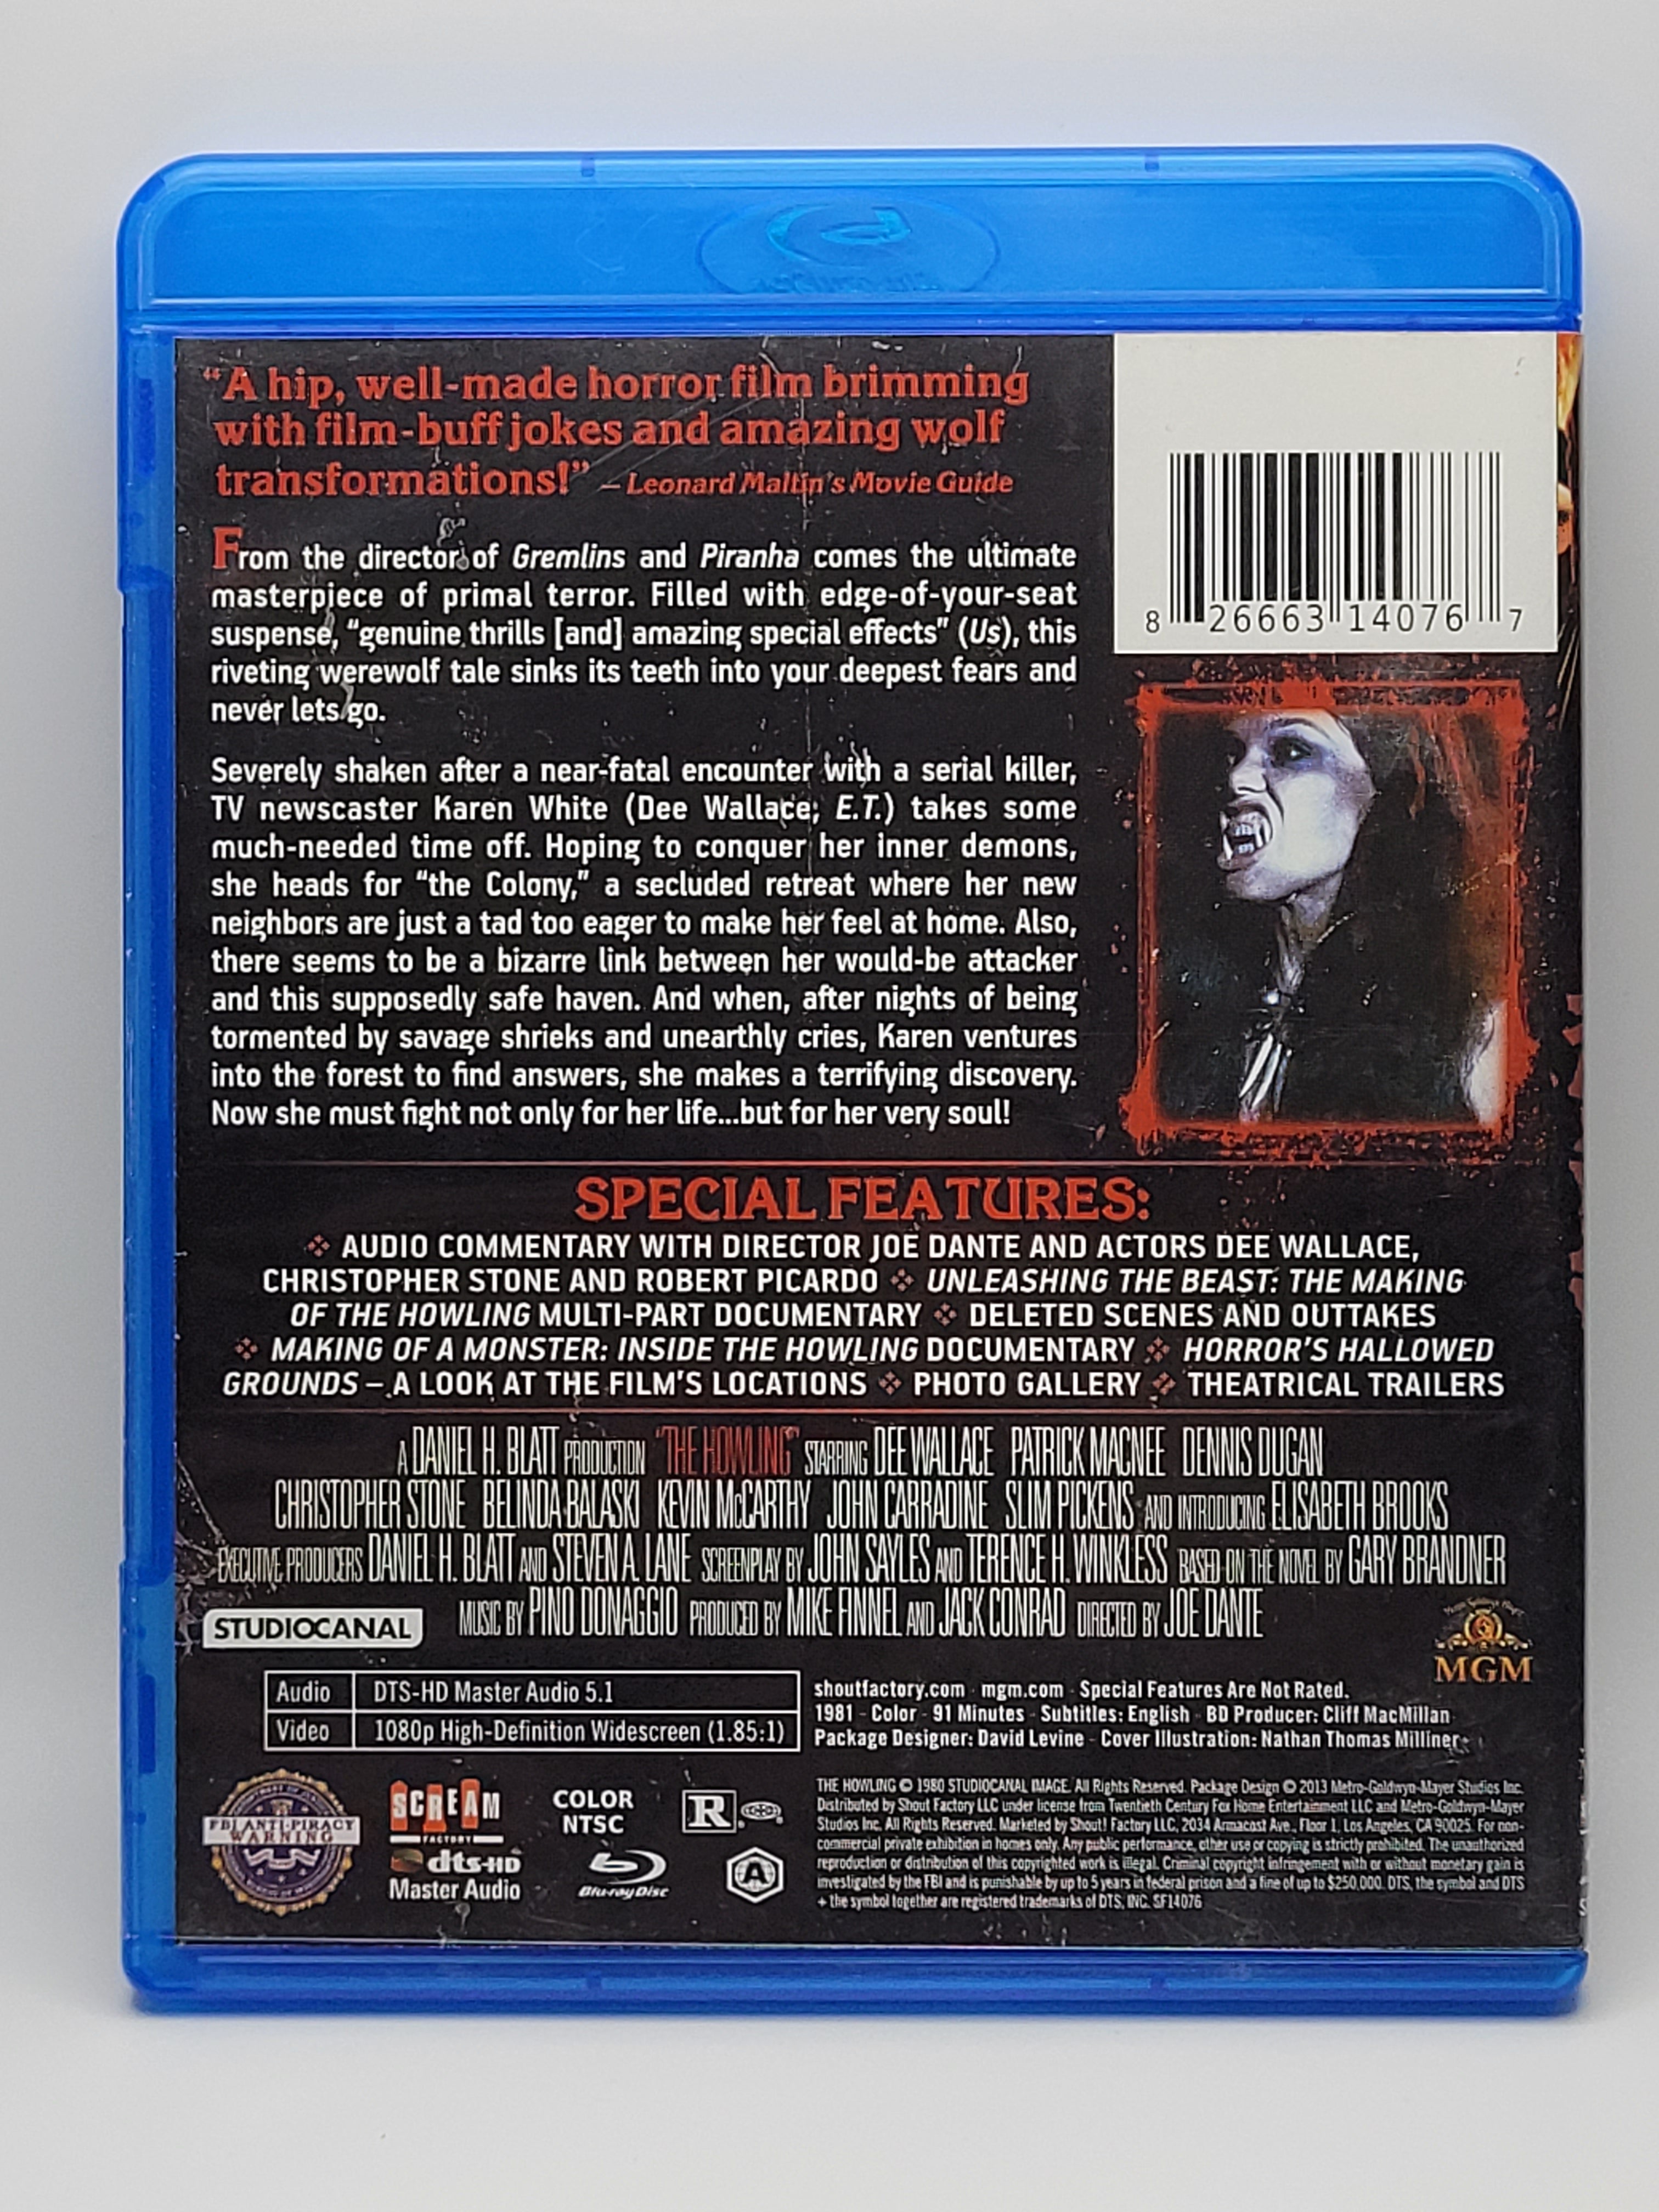 “A hip, well-made horror film brimming
with film-buff jokes and amazing wolf
transformations!” – Leonard Maltin's Movie Guide
From the director of Gremlins and Piranha comes the ultimate
masterpiece of primal terror. Filled with edge-of-your-seat
suspense, “genuine thrills [and] amazing special effects” (Us), this
riveting werewolf tale sinks its teeth into your deepest fears and
never lets go.
Severely shaken after a near-fatal encounter with a serial killer,
TV newscaster Karen White (Dee Wallace; E.T.) takes some
much-needed time off. Hoping to conquer her inner demons,
she heads for “the Colony,” a secluded retreat where her new
neighbors are just a tad too eager to make her feel at home. Also,
there seems to be a bizarre link between her would-be attacker
and this supposedly safe haven. And when, after nights of being
tormented by savage shrieks and unearthly cries, Karen ventures
into the forest to find answers, she makes a terrifying discovery.
Now she must fight not only for her life...but for her very soul!
8 26663 14076 7
SPECIAL FEATURES:
❖ AUDIO COMMENTARY WITH DIRECTOR JOE DANTE AND ACTORS DEE WALLACE,
CHRISTOPHER STONE AND ROBERT PICARDO ❖ UNLEASHING THE BEAST: THE MAKING
OF THE HOWLING MULTI-PART DOCUMENTARY ❖ DELETED SCENES AND OUTTAKES
❖ MAKING OF A MONSTER: INSIDE THE HOWLING DOCUMENTARY ❖ HORROR'S HALLOWED
GROUNDS – A LOOK AT THE FILM'S LOCATIONS ❖ PHOTO GALLERY ❖ THEATRICAL TRAILERS
A DANIEL H. BLATT PRODUCTION "THE HOWLING" STARRING DEE WALLACE PATRICK MACNEE DENNIS DUGAN
CHRISTOPHER STONE BELINDA BALASKI KEVIN McCARTHY JOHN CARRADINE SLIM PICKENS AND INTRODUCING ELISABETH BROOKS
EXECUTIVE PRODUCERS DANIEL H. BLATT AND STEVEN A. LANE SCREENPLAY BY JOHN SAYLES AND TERENCE H. WINKLESS BASED ON THE NOVEL BY GARY BRANDNER
MUSIC BY PINO DONAGGIO PRODUCED BY MIKE FINNEL AND JACK CONRAD DIRECTED BY JOE DANTE
STUDIOCANAL
MGM
Audio DTS-HD Master Audio 5.1
Video 1080p High-Definition Widescreen (1.85:1)
shoutfactory.com - mgm.com - Special Features Are Not Rated.
1981 - Color - 91 Minutes - Subtitles: English - BD Producer: Cliff MacMillan
Package Designer: David Levine - Cover Illustration: Nathan Thomas Milliner
FBI ANTI-PIRACY
WARNING
SCREAM
FACTORY
dts-HD
Master Audio
COLOR
NTSC
Blu-ray Disc
R
A
THE HOWLING © 1980 STUDIOCANAL IMAGE. All Rights Reserved. Package Design © 2013 Metro-Goldwyn-Mayer Studios Inc.
Distributed by Shout Factory LLC under license from Twentieth Century Fox Home Entertainment LLC and Metro-Goldwyn-Mayer
Studios Inc. All Rights Reserved. Marketed by Shout! Factory LLC, 2034 Armacost Ave., Floor 1, Los Angeles, CA 90025. For non-
commercial private exhibition in homes only. Any public performance, other use or copying is strictly prohibited. The unauthorized
reproduction or distribution of this copyrighted work is illegal. Criminal copyright infringement with or without monetary gain is
investigated by the FBI and is punishable by up to 5 years in federal prison and a fine of up to $250,000. DTS, the symbol and DTS
+ the symbol together are registered trademarks of DTS, INC. SF14076